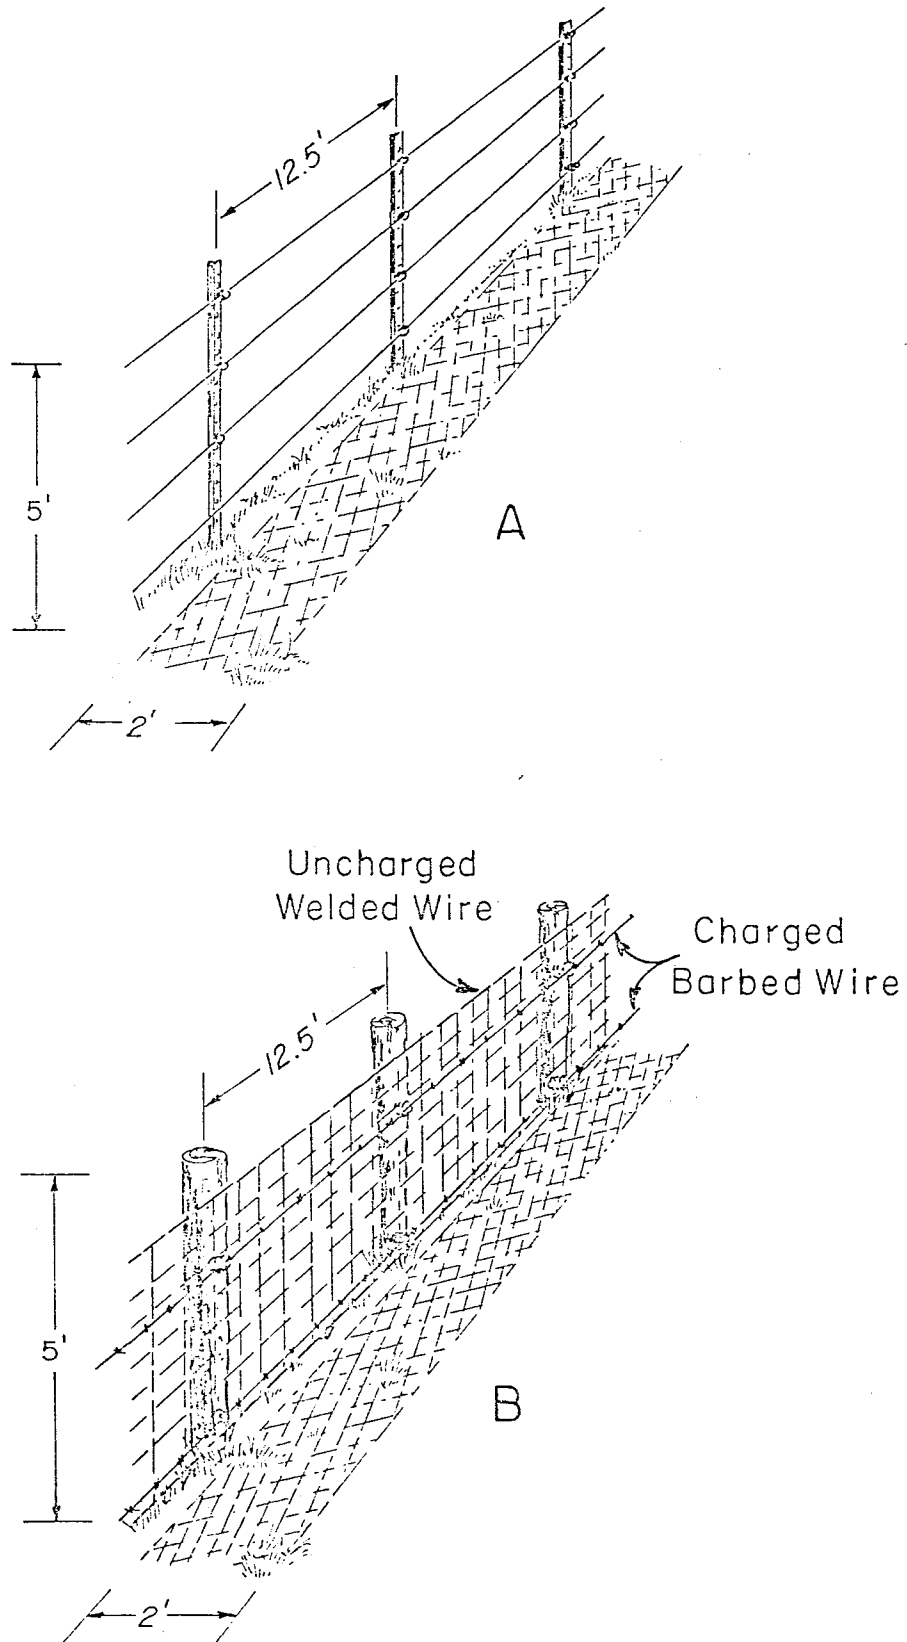 12.5'
5'
A
2'
Uncharged
Welded Wire
Charged
Barbed Wire
12.5'
5'
B
2'